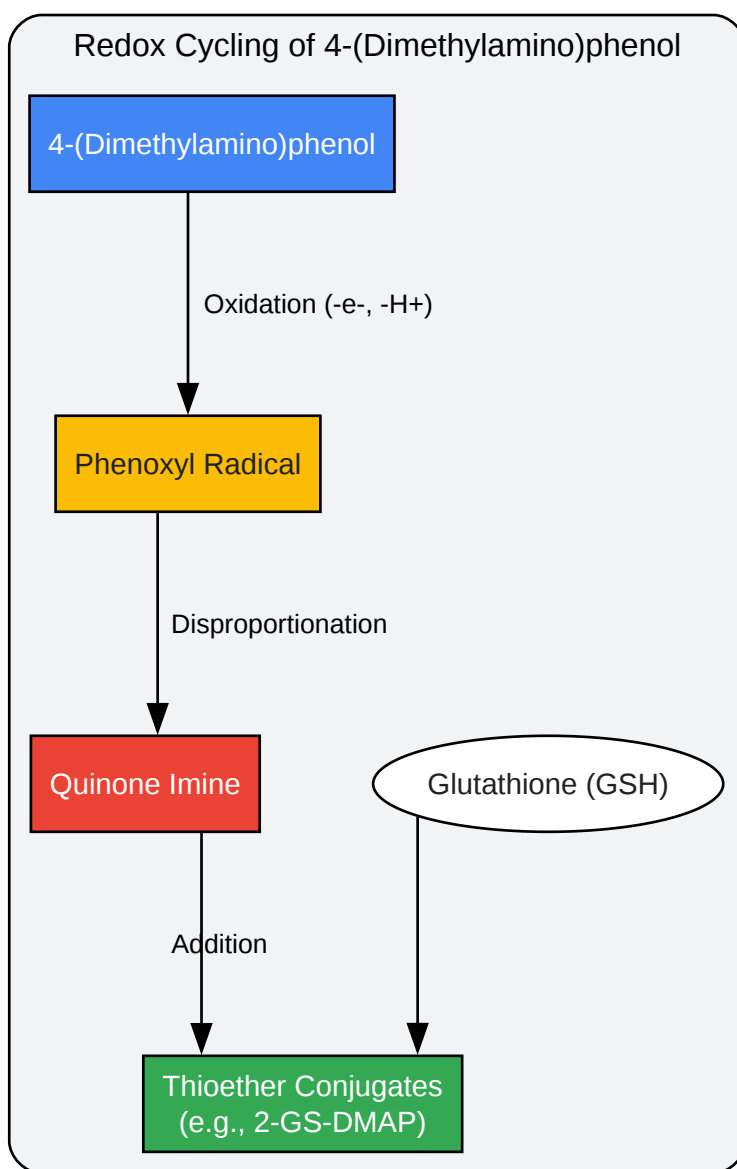 Redox Cycling of 4-(Dimethylamino)phenol
4-(Dimethylamino)phenol
Oxidation (-e-, -H+)
Phenoxyl Radical
Disproportionation
Quinone Imine
Glutathione (GSH)
Addition
Thioether Conjugates
(e.g., 2-GS-DMAP)